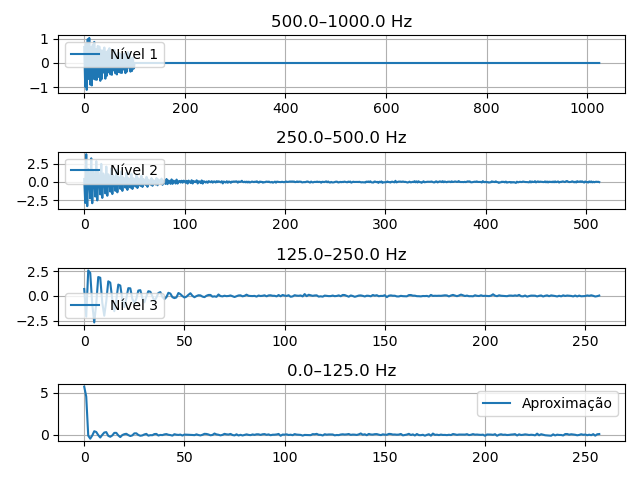 500.0–1000.0 Hz
1
0
−1
Nível 1
0 200 400 600 800 1000
250.0–500.0 Hz
2.5
0.0
−2.5
Nível 2
0 100 200 300 400 500
125.0–250.0 Hz
2.5
0.0
−2.5
Nível 3
0 50 100 150 200 250
0.0–125.0 Hz
5
0
Aproximação
0 50 100 150 200 250